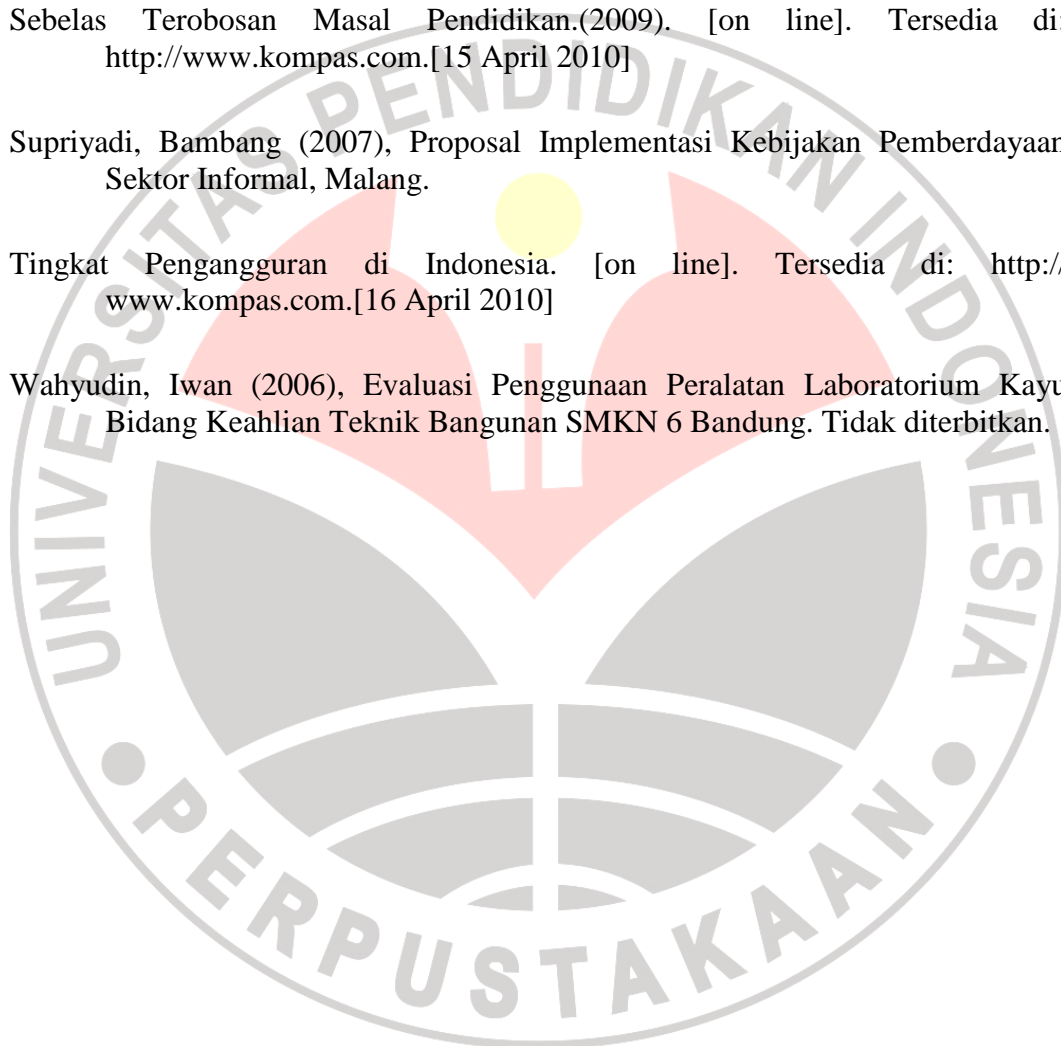 Sebelas Terobosan Masal Pendidikan.(2009). [on line]. Tersedia di:
http://www.kompas.com.[15 April 2010]
Supriyadi, Bambang (2007), Proposal Implementasi Kebijakan Pemberdayaan
Sektor Informal, Malang.
Tingkat Pengangguran di Indonesia. [on line]. Tersedia di: http://
www.kompas.com.[16 April 2010]
Wahyudin, Iwan (2006), Evaluasi Penggunaan Peralatan Laboratorium Kayu
Bidang Keahlian Teknik Bangunan SMKN 6 Bandung. Tidak diterbitkan.
UNIVERSITAS PENDIDIKAN INDONESIA
PERPUSTAKAAN